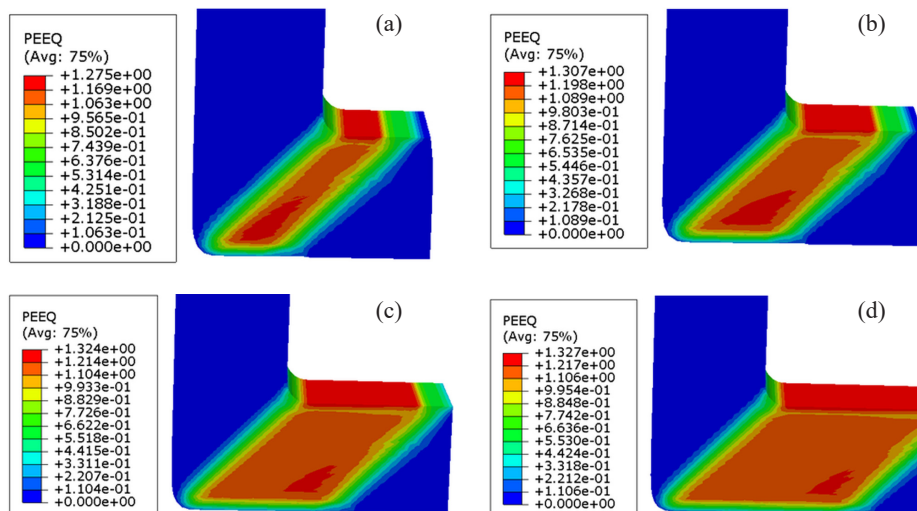 (a)
PEEQ
(Avg: 75%)
+1.275e+00
+1.169e+00
+1.063e+00
+9.565e-01
+8.502e-01
+7.439e-01
+6.376e-01
+5.314e-01
+4.251e-01
+3.188e-01
+2.125e-01
+1.063e-01
+0.000e+00
(b)
PEEQ
(Avg: 75%)
+1.307e+00
+1.198e+00
+1.089e+00
+9.803e-01
+8.714e-01
+7.625e-01
+6.535e-01
+5.446e-01
+4.357e-01
+3.268e-01
+2.178e-01
+1.089e-01
+0.000e+00
(c)
PEEQ
(Avg: 75%)
+1.324e+00
+1.214e+00
+1.104e+00
+9.933e-01
+8.829e-01
+7.726e-01
+6.622e-01
+5.518e-01
+4.415e-01
+3.311e-01
+2.207e-01
+1.104e-01
+0.000e+00
(d)
PEEQ
(Avg: 75%)
+1.327e+00
+1.217e+00
+1.106e+00
+9.954e-01
+8.848e-01
+7.742e-01
+6.636e-01
+5.530e-01
+4.424e-01
+3.318e-01
+2.212e-01
+1.106e-01
+0.000e+00